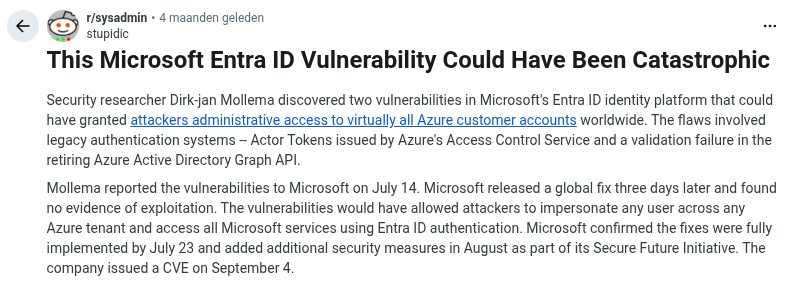 r/sysadmin • 4 maanden geleden
stupidic
This Microsoft Entra ID Vulnerability Could Have Been Catastrophic
Security researcher Dirk-jan Mollema discovered two vulnerabilities in Microsoft's Entra ID identity platform that could
have granted attackers administrative access to virtually all Azure customer accounts worldwide. The flaws involved
legacy authentication systems -- Actor Tokens issued by Azure's Access Control Service and a validation failure in the
retiring Azure Active Directory Graph API.
Mollema reported the vulnerabilities to Microsoft on July 14. Microsoft released a global fix three days later and found
no evidence of exploitation. The vulnerabilities would have allowed attackers to impersonate any user across any
Azure tenant and access all Microsoft services using Entra ID authentication. Microsoft confirmed the fixes were fully
implemented by July 23 and added additional security measures in August as part of its Secure Future Initiative. The
company issued a CVE on September 4.